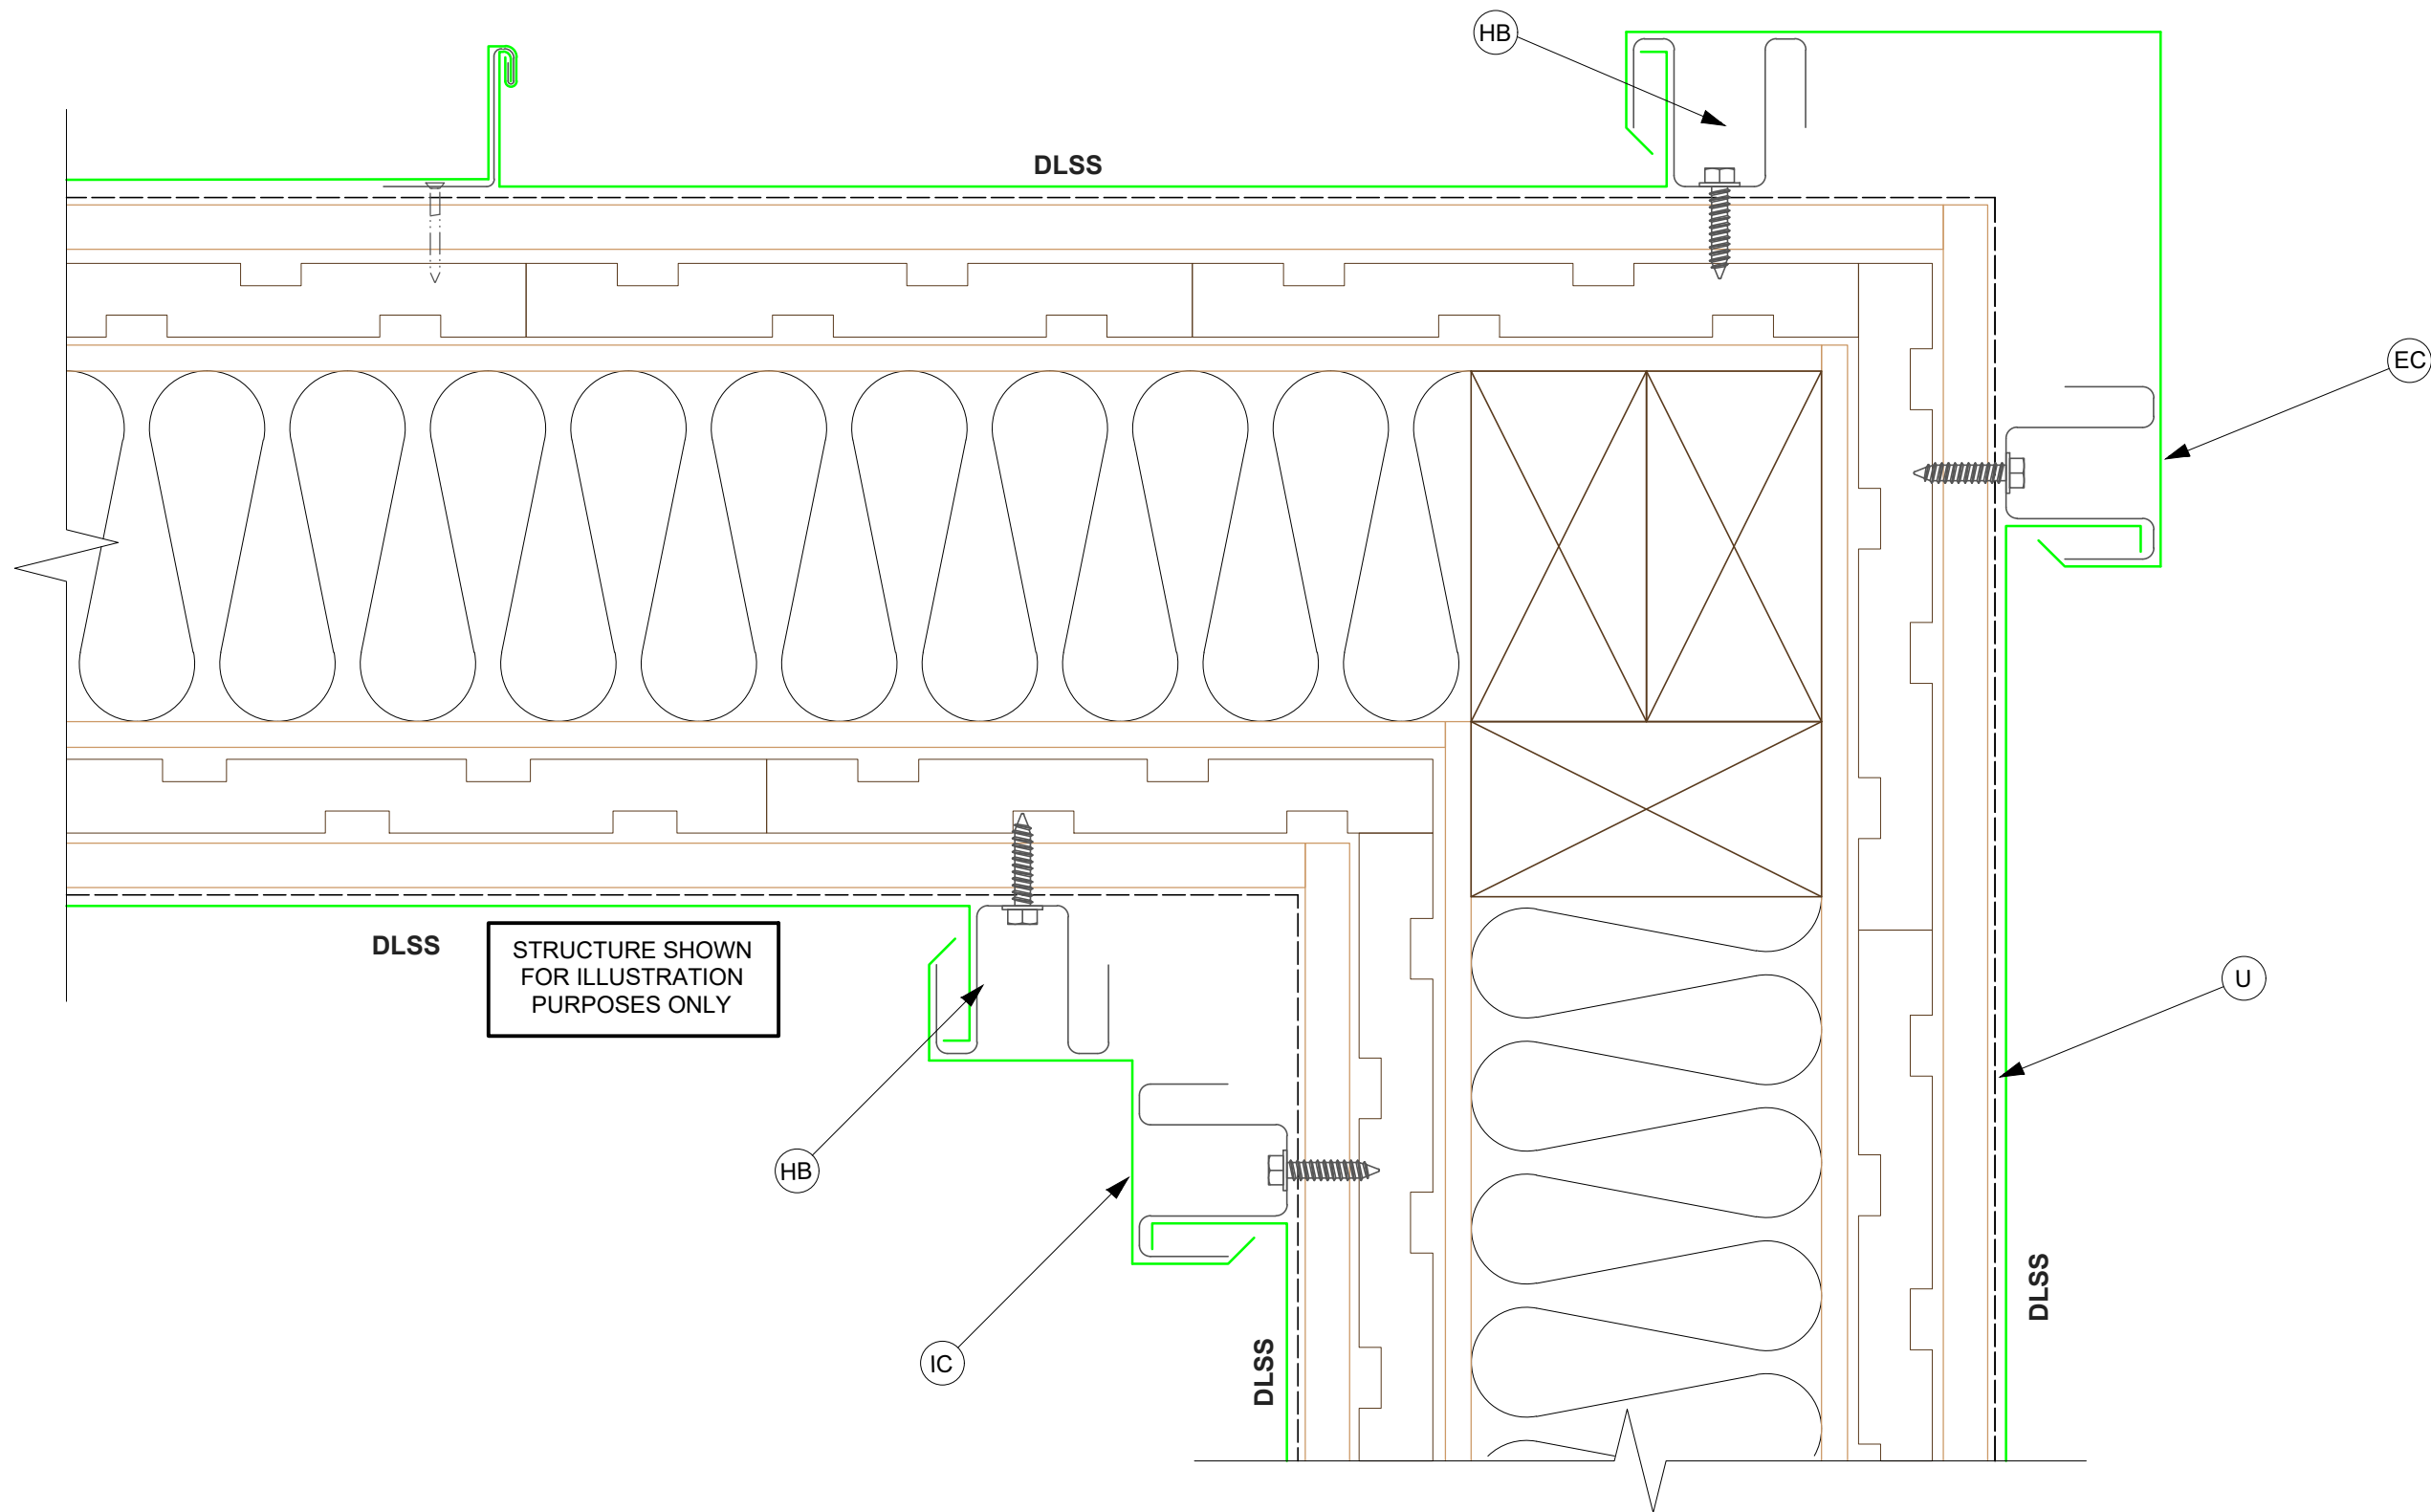 HB
DLSS
EC
DLSS
STRUCTURE SHOWN
FOR ILLUSTRATION
PURPOSES ONLY
U
HB
DLSS
IC
DLSS